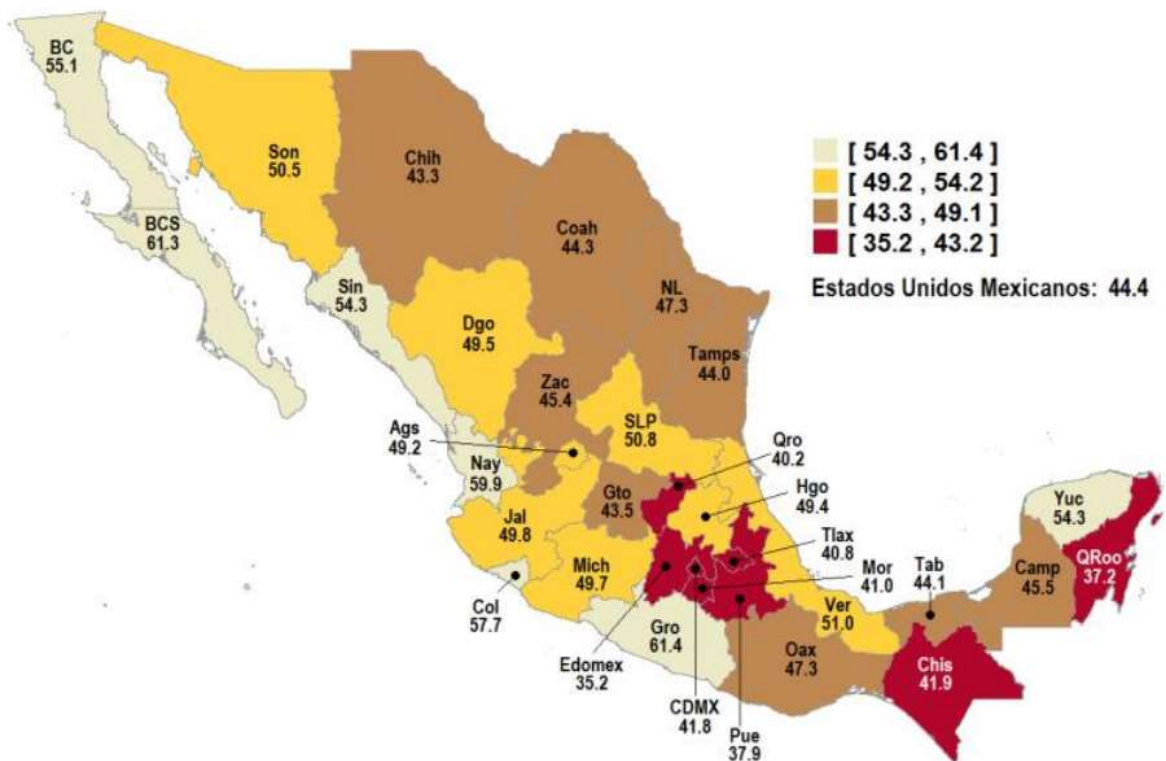 BC
55.1
Son
50.5
Chih
43.3
[ 54.3 , 61.4 ]
[ 49.2 , 54.2 ]
[ 43.3 , 49.1 ]
[ 35.2 , 43.2 ]
Estados Unidos Mexicanos: 44.4
BCS
61.3
Coah
44.3
Sin
54.3
NL
47.3
Dgo
49.5
Tamps
44.0
Zac
45.4
SLP
50.8
Ags
49.2
Qro
40.2
Nay
59.9
Gto
43.5
Hgo
49.4
Yuc
54.3
Jal
49.8
Tlax
40.8
Mich
49.7
Mor
41.0
Tab
44.1
Camp
45.5
QRoo
37.2
Col
57.7
Ver
51.0
Gro
61.4
Edomex
35.2
Oax
47.3
Chis
41.9
CDMX
41.8
Pue
37.9